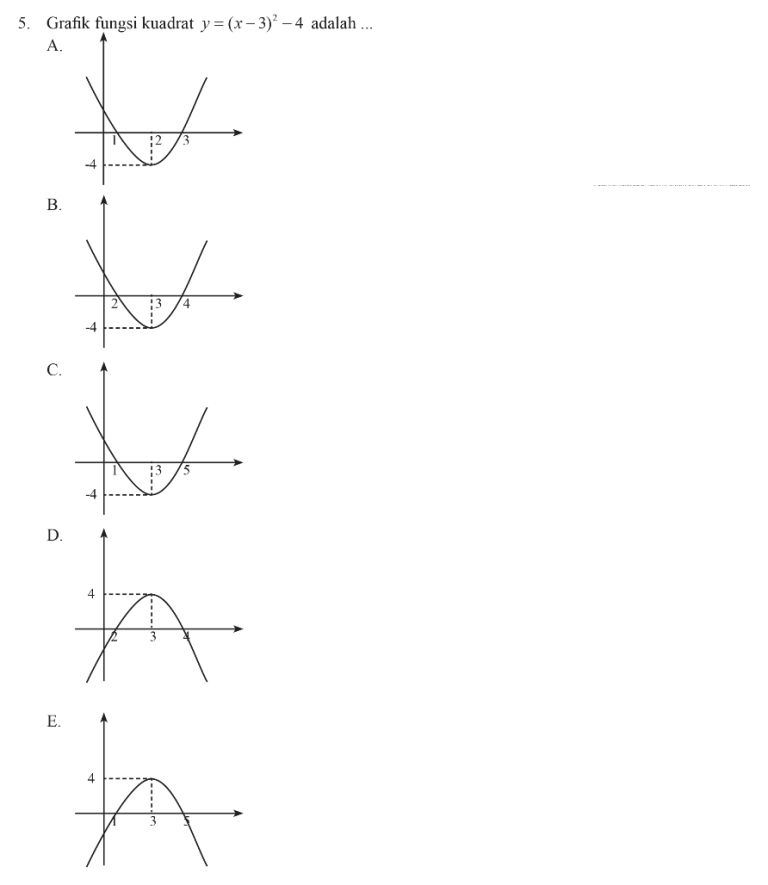 5. Grafik fungsi kuadrat y = (x – 3)² – 4 adalah ...
A.
1 2 3
-4
B.
2 3 4
-4
C.
1 3 5
-4
D.
4
2 3 4
E.
4
1 3 5